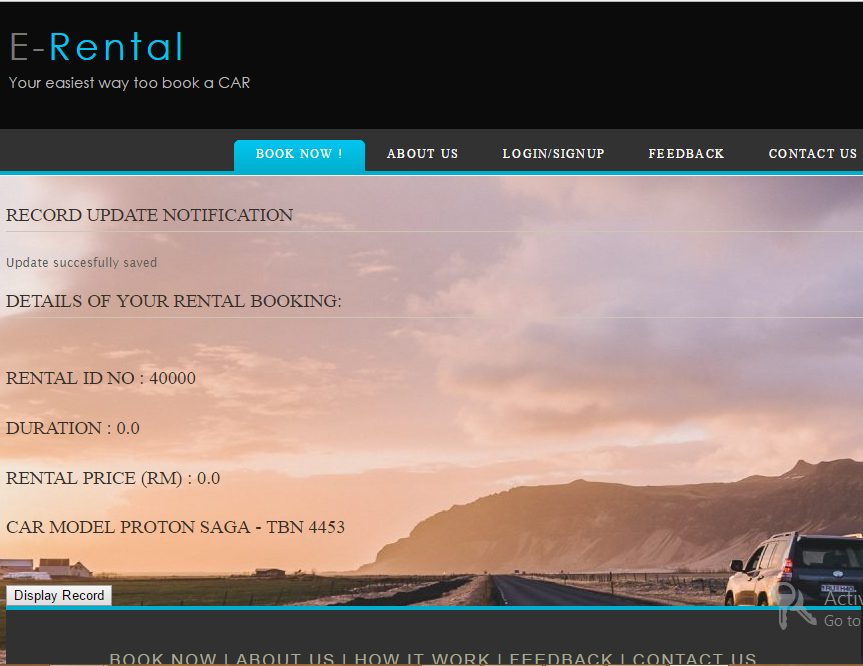 E-Rental
Your easiest way too book a CAR
BOOK NOW ! ABOUT US LOGIN/SIGNUP FEEDBACK CONTACT US
RECORD UPDATE NOTIFICATION
Update succesfully saved
DETAILS OF YOUR RENTAL BOOKING:
RENTAL ID NO : 40000
DURATION : 0.0
RENTAL PRICE (RM) : 0.0
CAR MODEL PROTON SAGA - TBN 4453
Display Record
Activ
Go to
BOOK NOW | ABOUT US | HOW IT WORK | FEEDBACK | CONTACT US